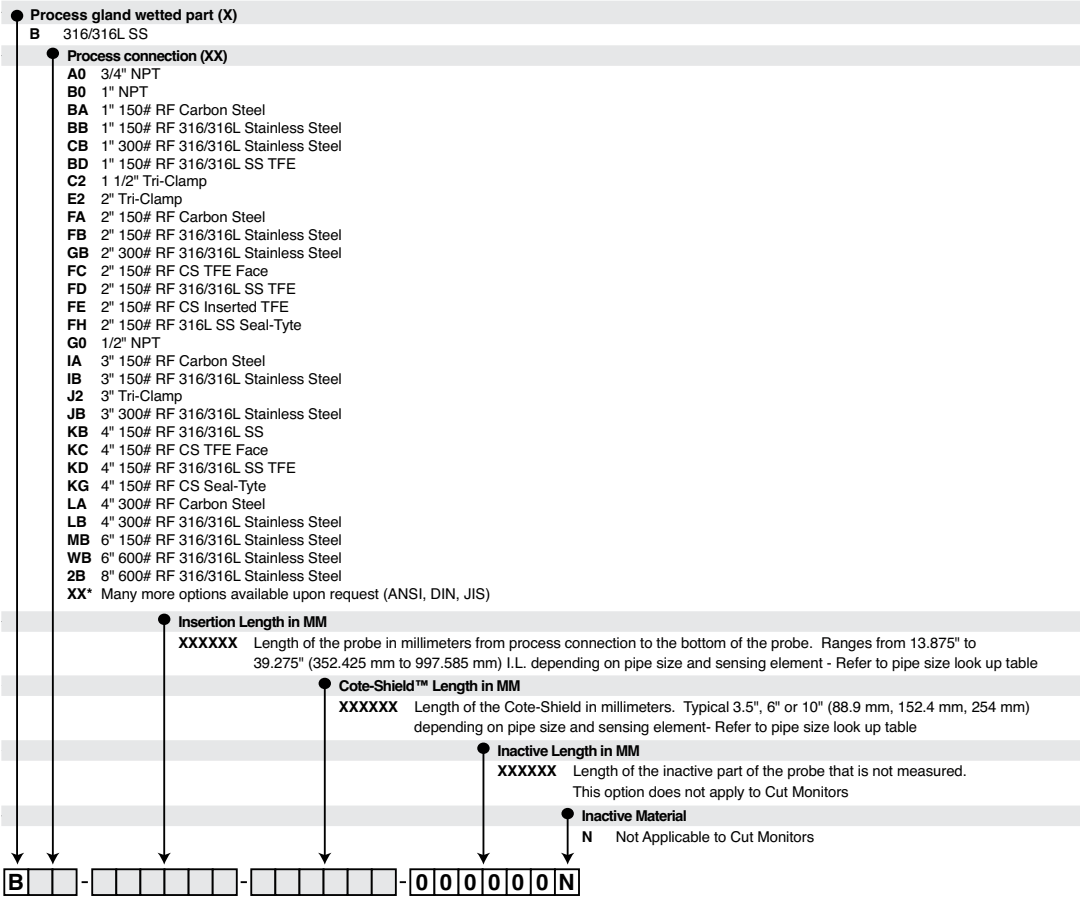 Process gland wetted part (X)
B 316/316L SS
Process connection (XX)
A0 3/4" NPT
B0 1" NPT
BA 1" 150# RF Carbon Steel
BB 1" 150# RF 316/316L Stainless Steel
CB 1" 300# RF 316/316L Stainless Steel
BD 1" 150# RF 316/316L SS TFE
C2 1 1/2" Tri-Clamp
E2 2" Tri-Clamp
FA 2" 150# RF Carbon Steel
FB 2" 150# RF 316/316L Stainless Steel
GB 2" 300# RF 316/316L Stainless Steel
FC 2" 150# RF CS TFE Face
FD 2" 150# RF 316/316L SS TFE
FE 2" 150# RF CS Inserted TFE
FH 2" 150# RF 316L SS Seal-Tyte
G0 1/2" NPT
IA 3" 150# RF Carbon Steel
IB 3" 150# RF 316/316L Stainless Steel
J2 3" Tri-Clamp
JB 3" 300# RF 316/316L Stainless Steel
KB 4" 150# RF 316/316L SS
KC 4" 150# RF CS TFE Face
KD 4" 150# RF 316/316L SS TFE
KG 4" 150# RF CS Seal-Tyte
LA 4" 300# RF Carbon Steel
LB 4" 300# RF 316/316L Stainless Steel
MB 6" 150# RF 316/316L Stainless Steel
WB 6" 600# RF 316/316L Stainless Steel
2B 8" 600# RF 316/316L Stainless Steel
XX* Many more options available upon request (ANSI, DIN, JIS)
Insertion Length in MM
XXXXXX Length of the probe in millimeters from process connection to the bottom of the probe. Ranges from 13.875" to
39.275" (352.425 mm to 997.585 mm) I.L. depending on pipe size and sensing element - Refer to pipe size look up table
Cote-Shield™ Length in MM
XXXXXX Length of the Cote-Shield in millimeters. Typical 3.5", 6" or 10" (88.9 mm, 152.4 mm, 254 mm)
depending on pipe size and sensing element- Refer to pipe size look up table
Inactive Length in MM
XXXXXX Length of the inactive part of the probe that is not measured.
This option does not apply to Cut Monitors
Inactive Material
N Not Applicable to Cut Monitors
B - - - 0 0 0 0 0 0 N